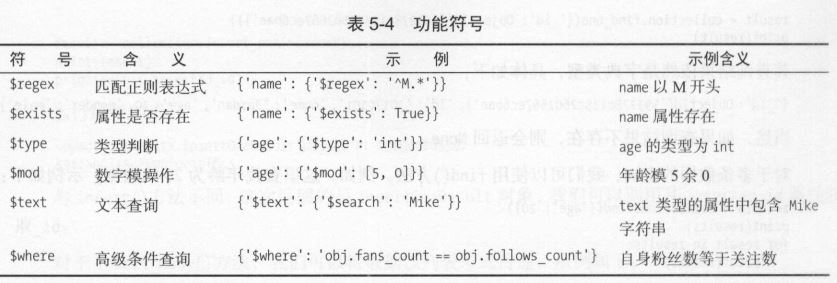 表 5-4 功能符号
符 号 含 义 示 例 示例含义
$regex 匹配正则表达式 {'name': {'$regex': '^M.*'}} name 以 M 开头
$exists 属性是否存在 {'name': {'$exists': True}} name 属性存在
$type 类型判断 {'age': {'$type': 'int'}} age 的类型为 int
$mod 数字模操作 {'age': {'$mod': [5, 0]}} 年龄模 5 余 0
$text 文本查询 {'$text': {'$search': 'Mike'}} text 类型的属性中包含 Mike
字符串
$where 高级条件查询 {'$where': 'obj.fans_count == obj.follows_count'} 自身粉丝数等于关注数